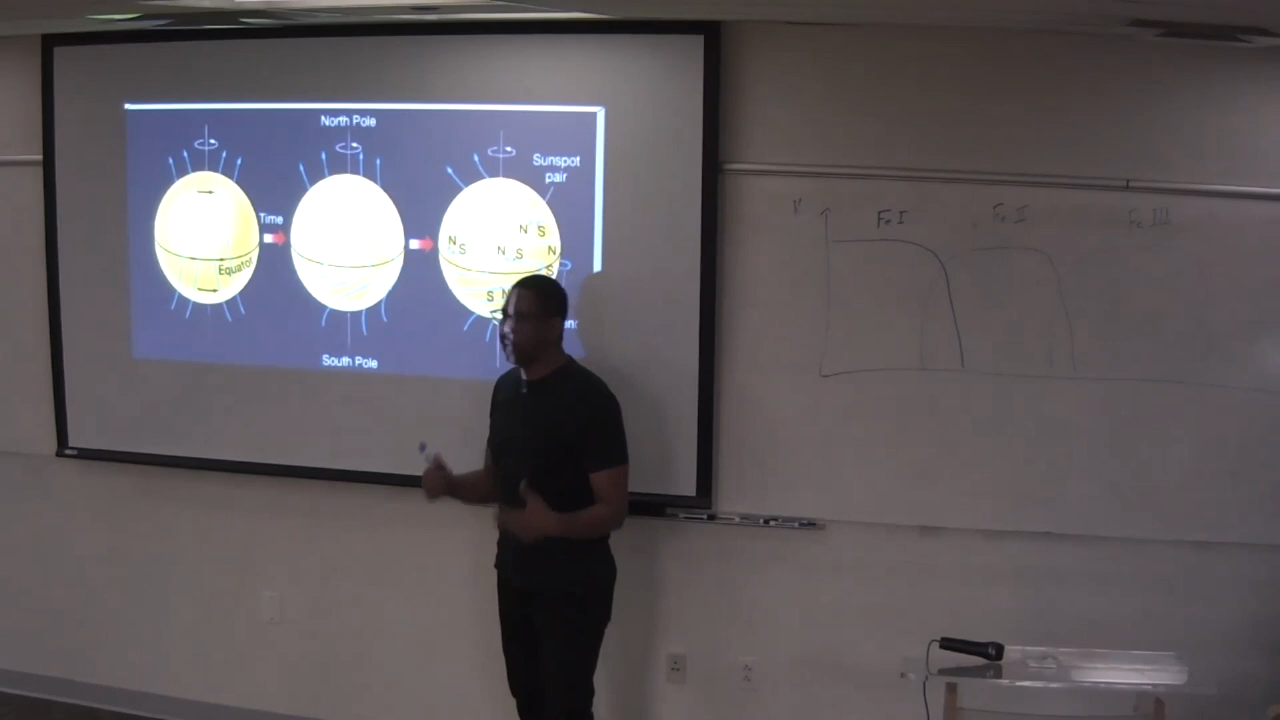 North Pole
Sunspot
pair
Time
Equator
N S
N S
N S
N
S
S N
South Pole
Fe I
Fe II
Fe III